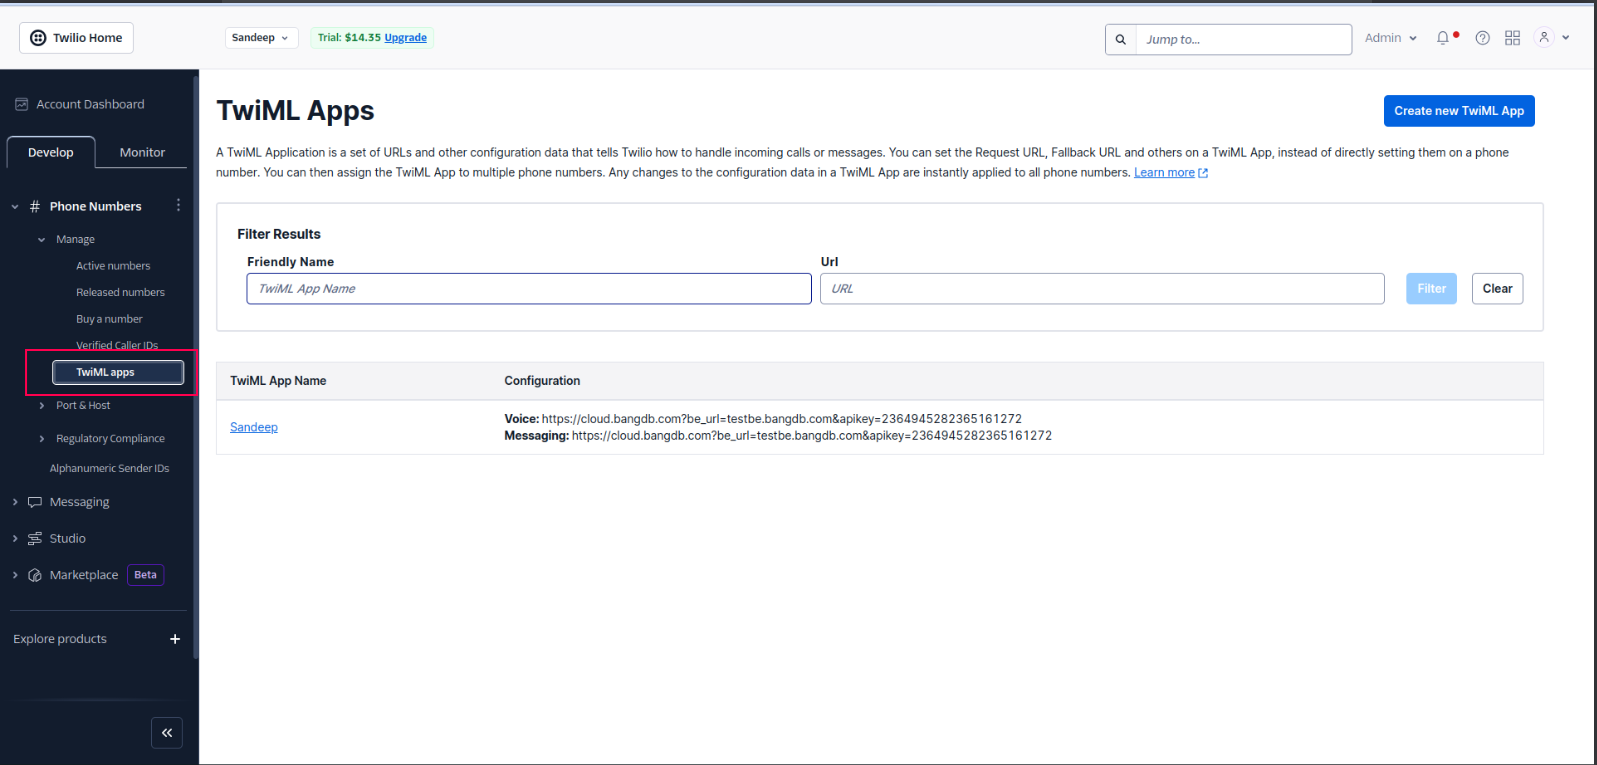 Twilio Home
Sandeep
Trial: $14.35 Upgrade
Jump to...
Admin
Account Dashboard
Develop
Monitor
# Phone Numbers
Manage
Active numbers
Released numbers
Buy a number
Verified Caller IDs
TwiML apps
Port & Host
Regulatory Compliance
Alphanumeric Sender IDs
Messaging
Studio
Marketplace Beta
Explore products +
TwiML Apps
Create new TwiML App
A TwiML Application is a set of URLs and other configuration data that tells Twilio how to handle incoming calls or messages. You can set the Request URL, Fallback URL and others on a TwiML App, instead of directly setting them on a phone
number. You can then assign the TwiML App to multiple phone numbers. Any changes to the configuration data in a TwiML App are instantly applied to all phone numbers. Learn more
Filter Results
Friendly Name
Url
TwiML App Name
URL
Filter
Clear
TwiML App Name
Configuration
Sandeep
Voice: https://cloud.bangdb.com?be_url=testbe.bangdb.com&apikey=2364945282365161272
Messaging: https://cloud.bangdb.com?be_url=testbe.bangdb.com&apikey=2364945282365161272